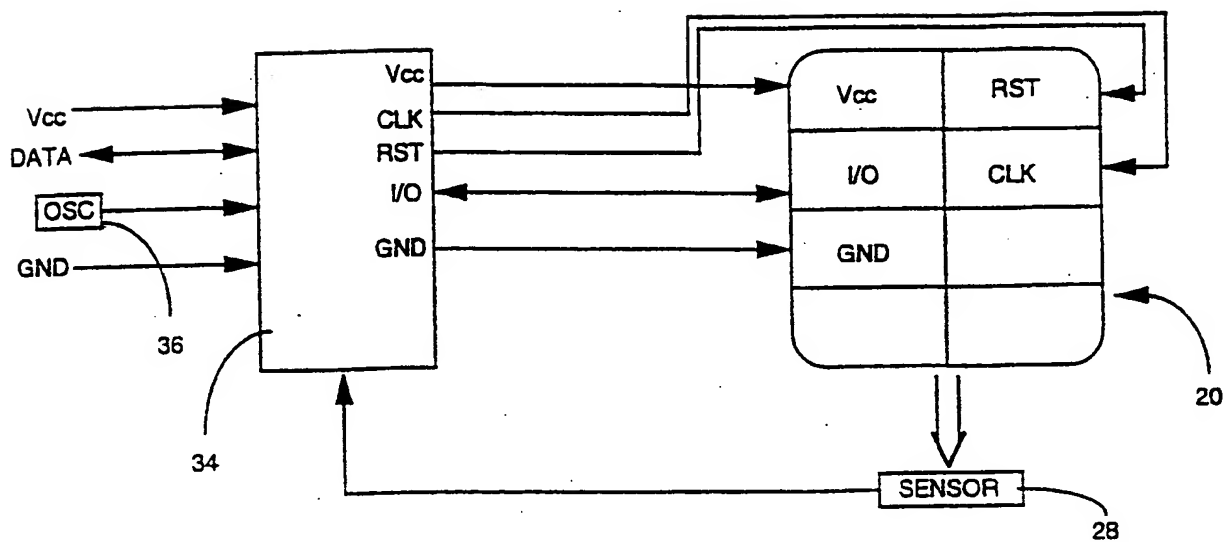 Vcc
DATA
OSC
GND
36
34
Vcc
CLK
RST
I/O
GND
Vcc
RST
I/O
CLK
GND
20
SENSOR
28